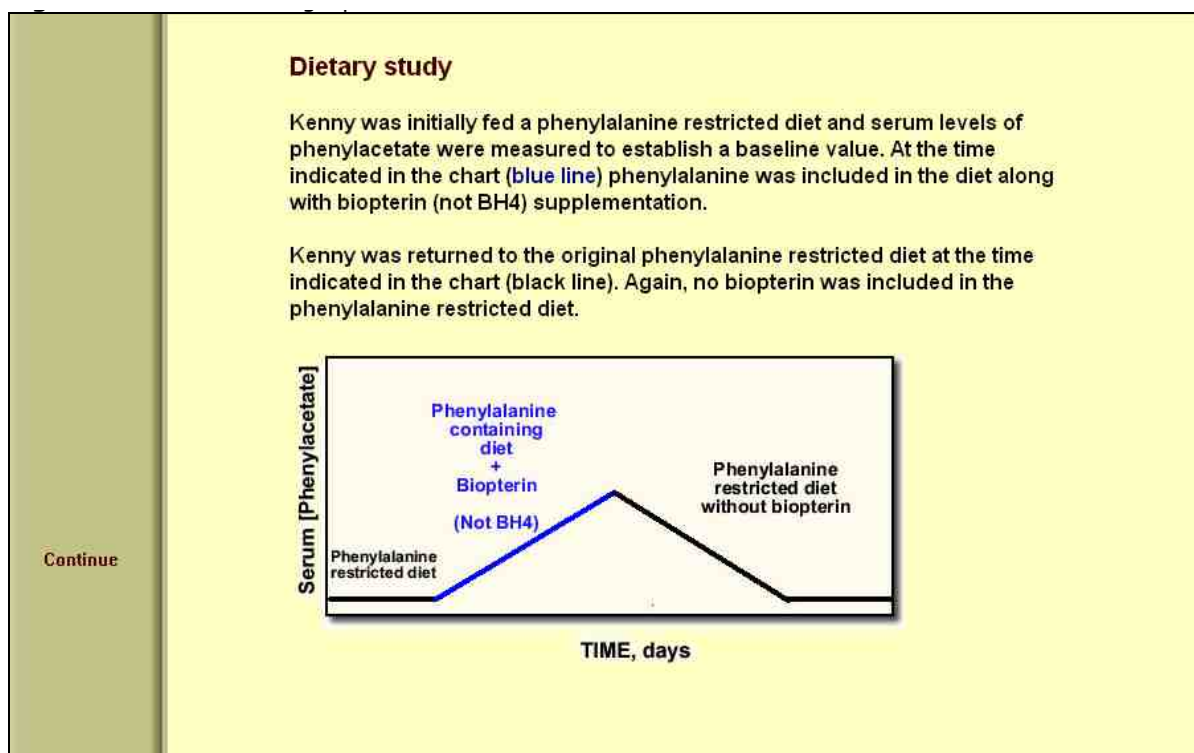 Dietary study
Kenny was initially fed a phenylalanine restricted diet and serum levels of
phenylacetate were measured to establish a baseline value. At the time
indicated in the chart (blue line) phenylalanine was included in the diet along
with biopterin (not BH4) supplementation.
Kenny was returned to the original phenylalanine restricted diet at the time
indicated in the chart (black line). Again, no biopterin was included in the
phenylalanine restricted diet.
Serum [Phenylacetate]
Phenylalanine
containing
diet
+
Biopterin
(Not BH4)
Phenylalanine
restricted diet
without biopterin
Phenylalanine
restricted diet
TIME, days
Continue